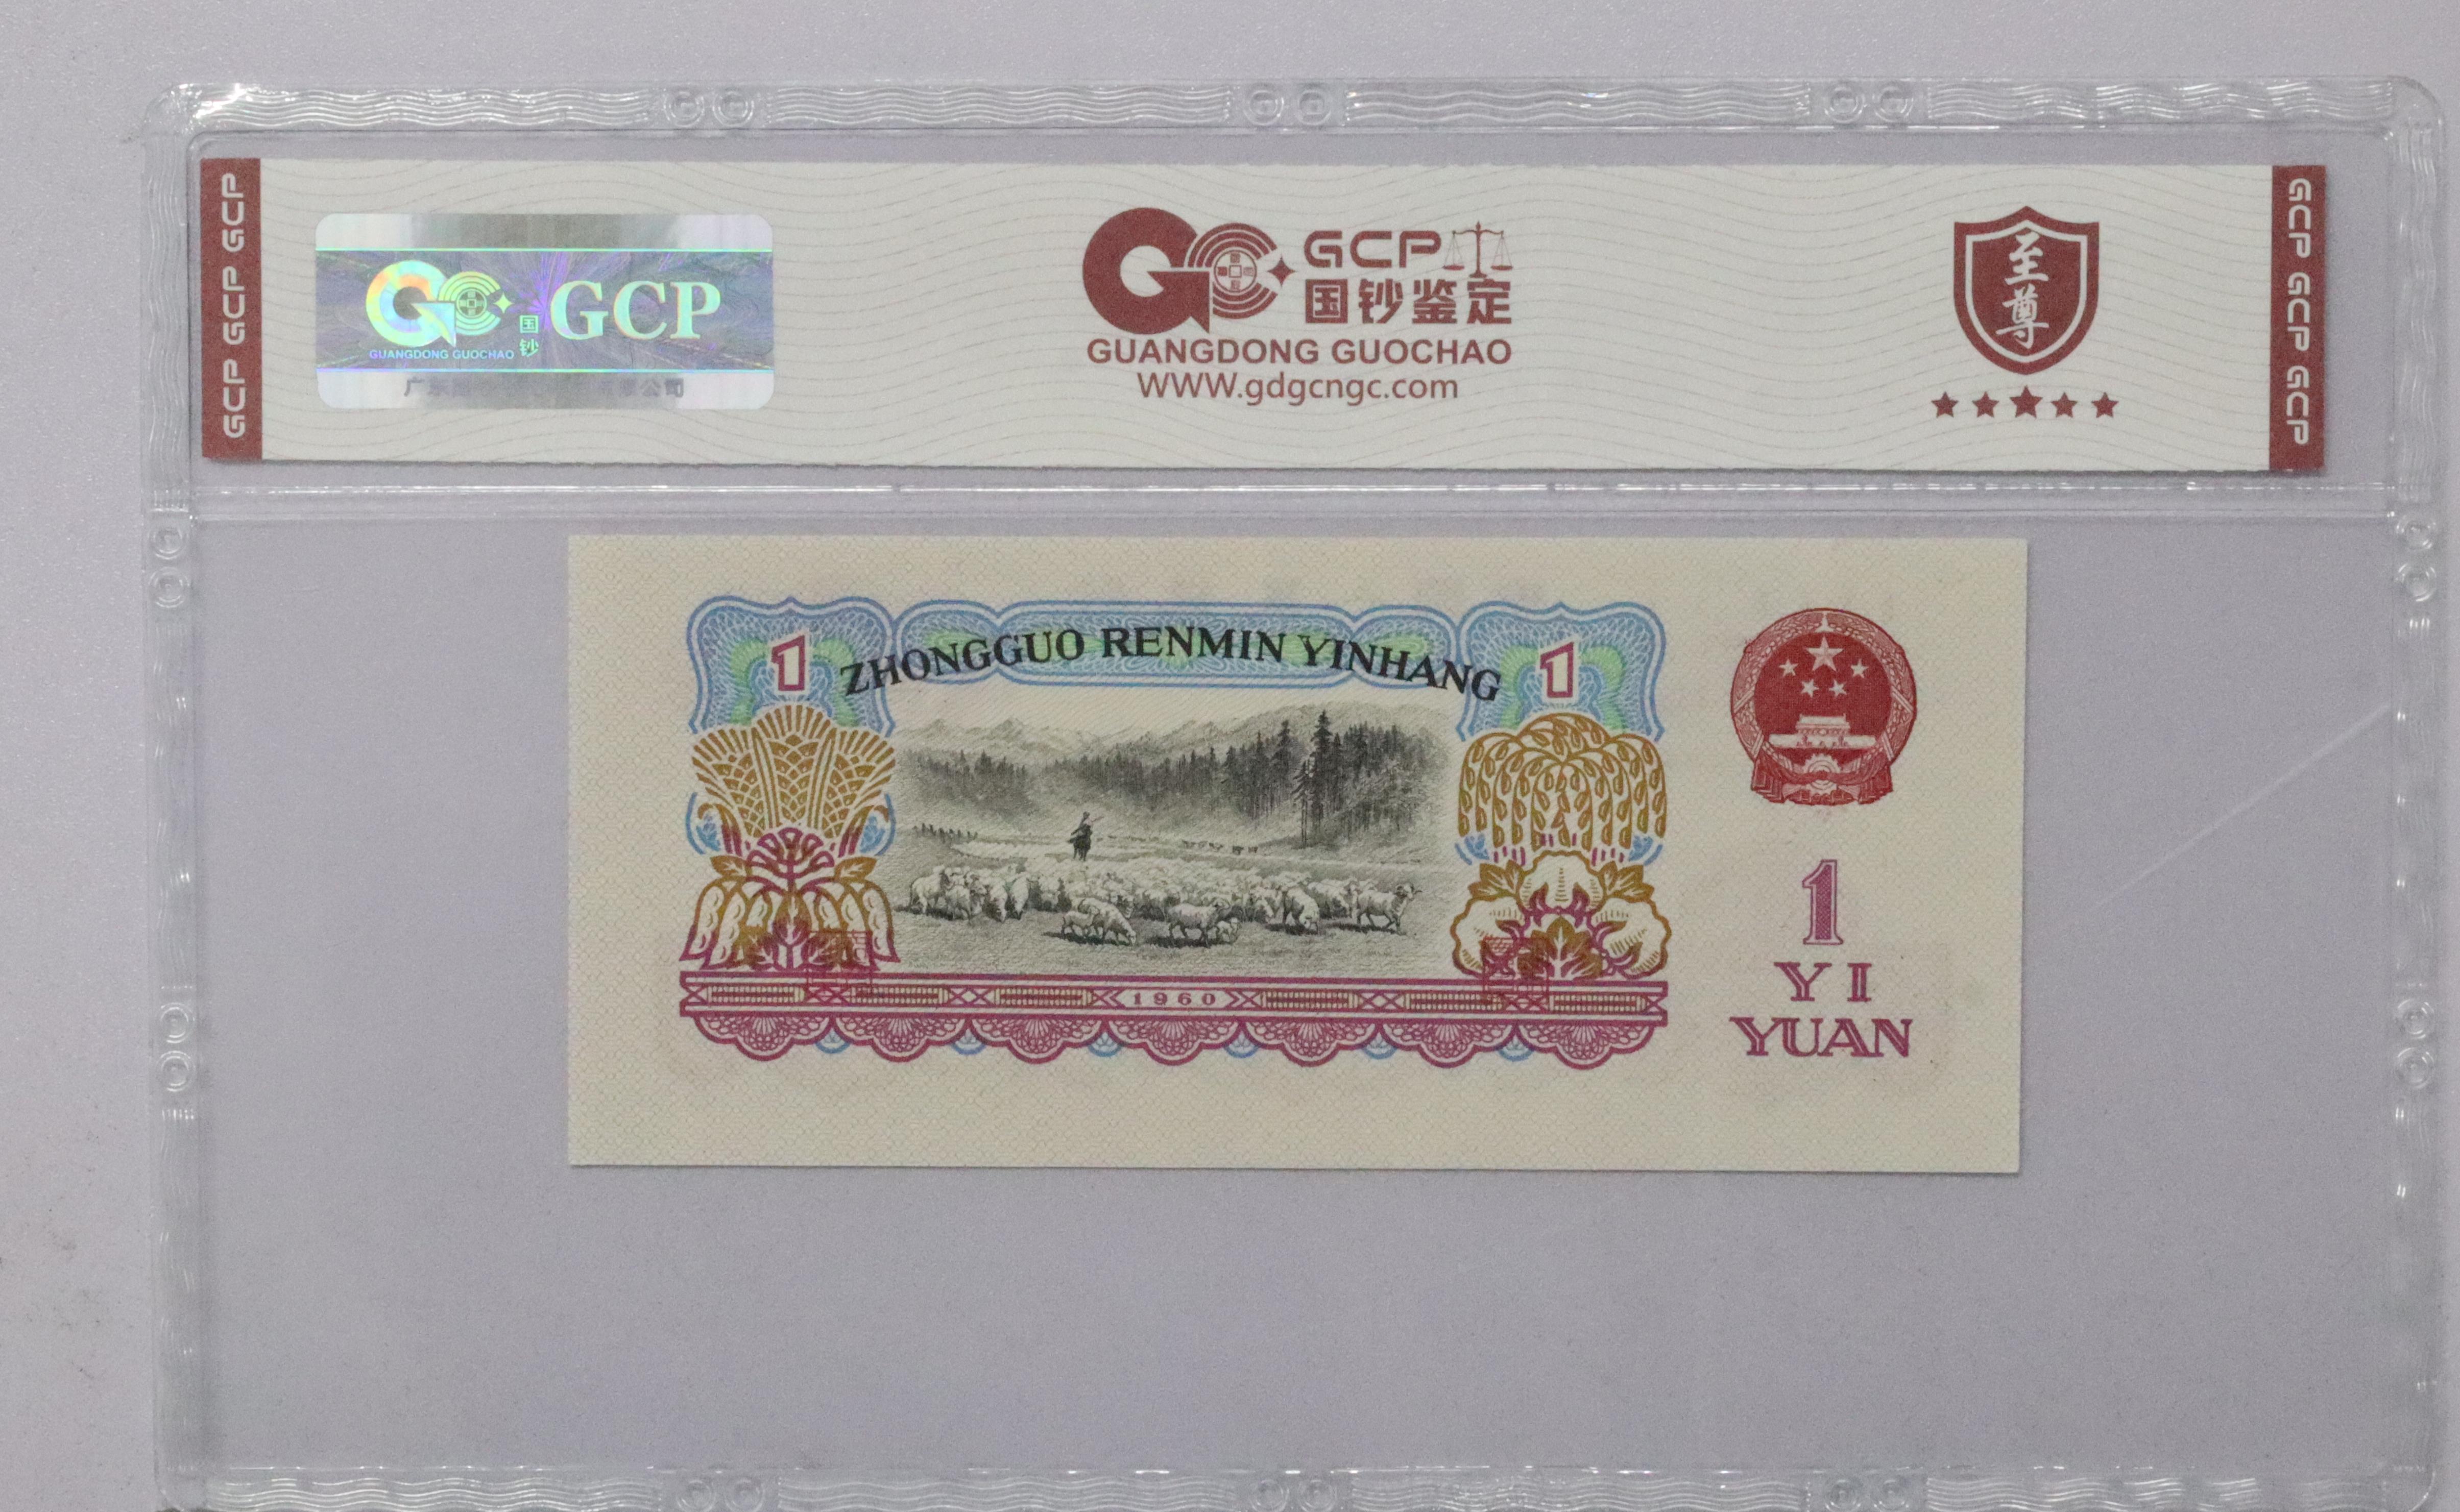 GCP GCP GCP
GCP
国钞
GUANGDONG GUOCHAO
GCP
国钞鉴定
GUANGDONG GUOCHAO
WWW.gdgcngc.com
至尊
GCP GCP GCP
ZHONGGUO RENMIN YINHANG
1
1
1960
1
YI
YUAN